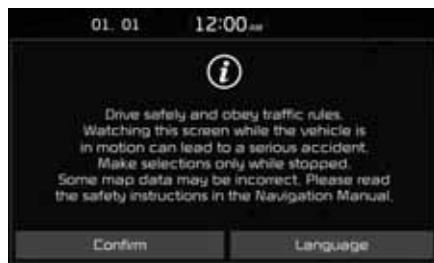 01. 01 12:00 AM
Drive safely and obey traffic rules.
Watching this screen while the vehicle is
in motion can lead to a serious accident.
Make selections only while stopped.
Some map data may be incorrect. Please read
the safety instructions in the Navigation Manual.
Confirm Language